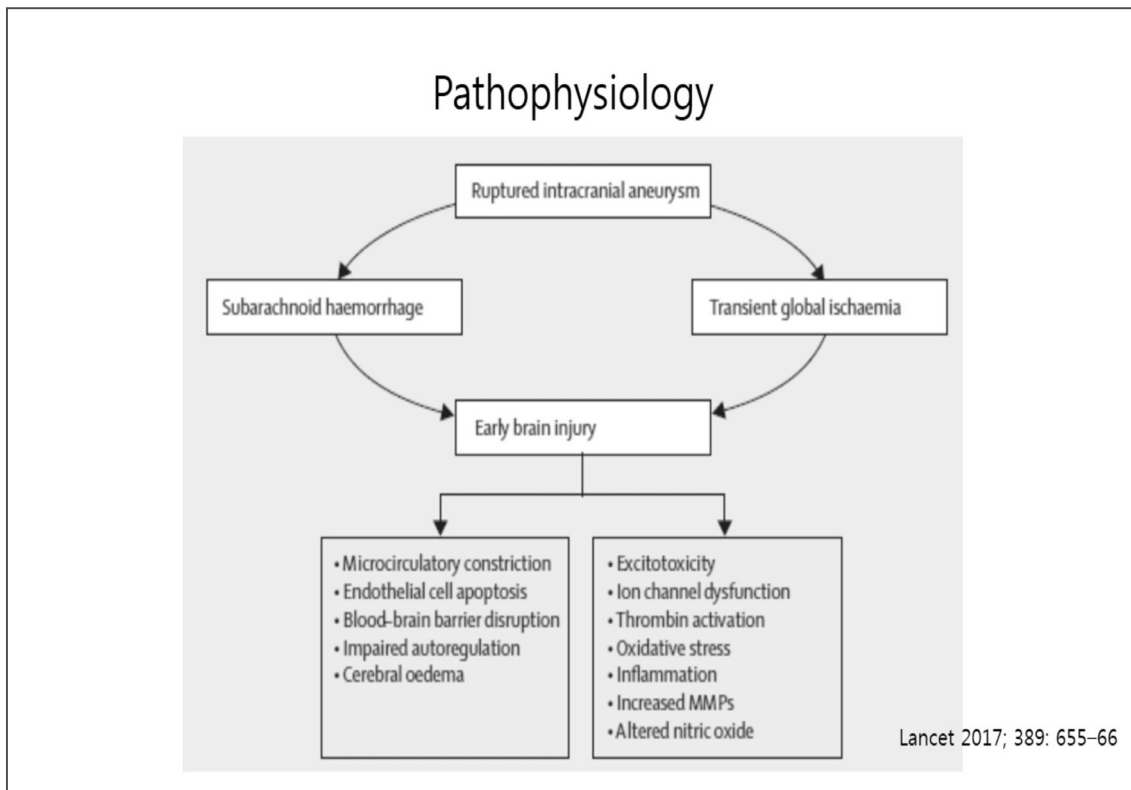 Pathophysiology
Ruptured intracranial aneurysm
Subarachnoid haemorrhage
Transient global ischaemia
Early brain injury
• Microcirculatory constriction
• Endothelial cell apoptosis
• Blood–brain barrier disruption
• Impaired autoregulation
• Cerebral oedema
• Excitotoxicity
• Ion channel dysfunction
• Thrombin activation
• Oxidative stress
• Inflammation
• Increased MMPs
• Altered nitric oxide
Lancet 2017; 389: 655–66